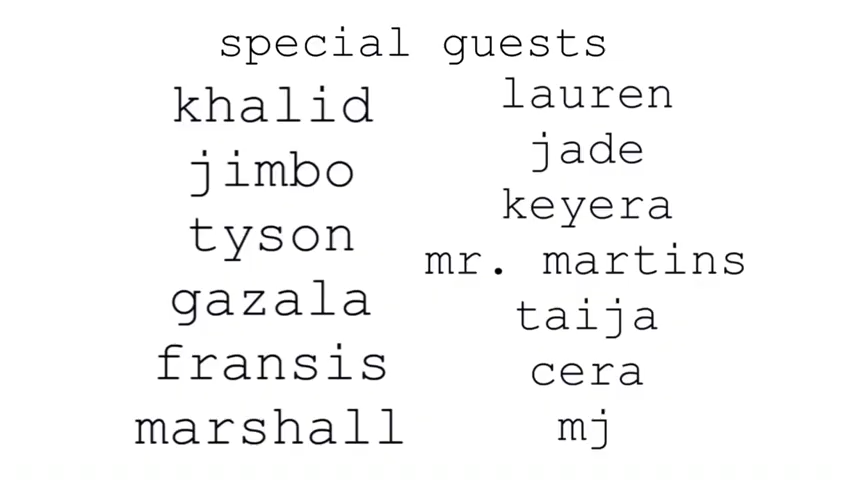 special guests
khalid
jimbo
tyson
gazala
fransis
marshall
lauren
jade
keyera
mr. martins
taija
cera
mj